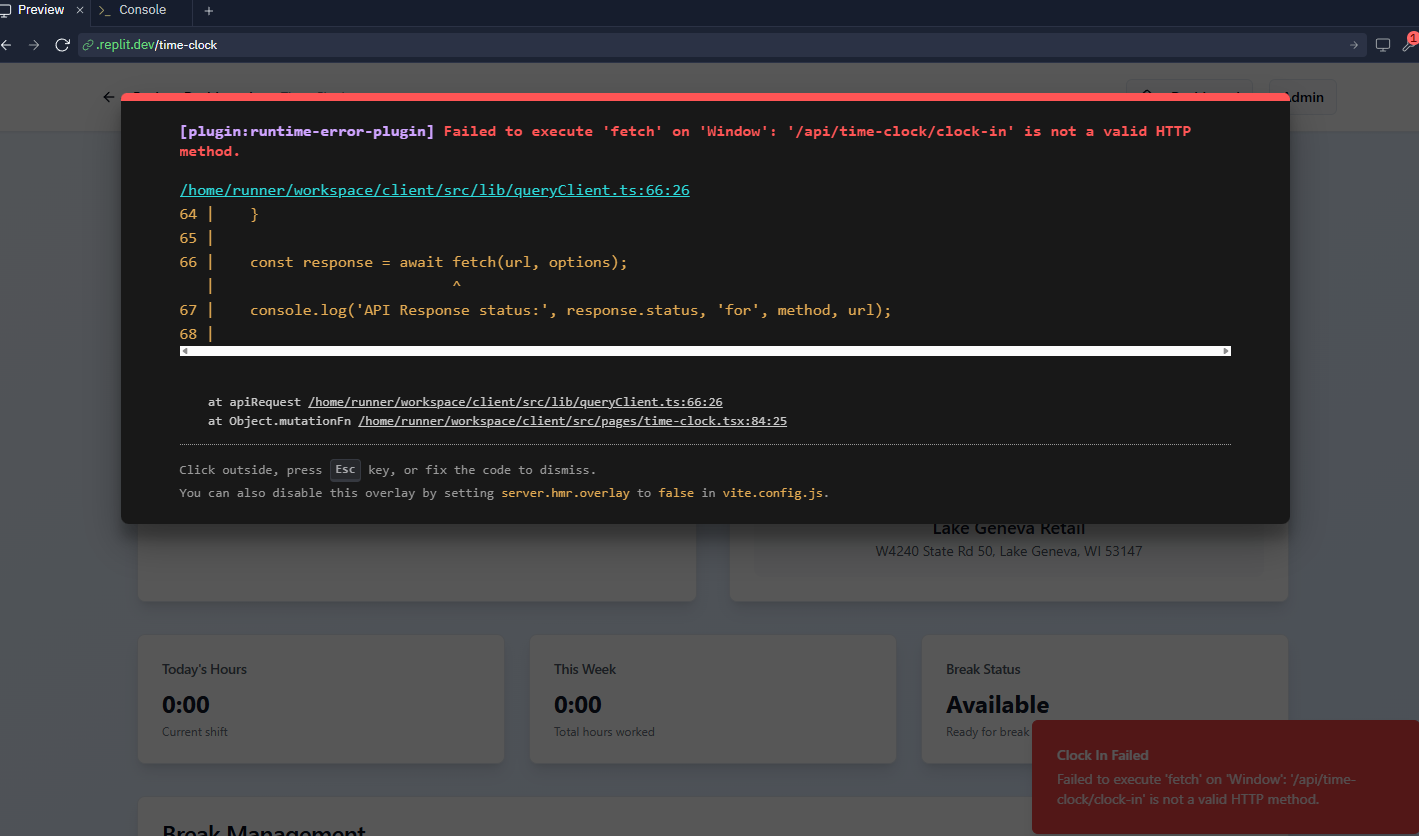 Preview
Console
.replit.dev/time-clock
1
Admin
[plugin:runtime-error-plugin] Failed to execute 'fetch' on 'Window': '/api/time-clock/clock-in' is not a valid HTTP
method.
/home/runner/workspace/client/src/lib/queryClient.ts:66:26
64 | }
65 |
66 | const response = await fetch(url, options);
| ^
67 | console.log('API Response status:', response.status, 'for', method, url);
68 |
at apiRequest /home/runner/workspace/client/src/lib/queryClient.ts:66:26
at Object.mutationFn /home/runner/workspace/client/src/pages/time-clock.tsx:84:25
Click outside, press Esc key, or fix the code to dismiss.
You can also disable this overlay by setting server.hmr.overlay to false in vite.config.js.
Lake Geneva Retail
W4240 State Rd 50, Lake Geneva, WI 53147
Today's Hours
0:00
Current shift
This Week
0:00
Total hours worked
Break Status
Available
Ready for break
Clock In Failed
Failed to execute 'fetch' on 'Window': '/api/time-
clock/clock-in' is not a valid HTTP method.
Break Management